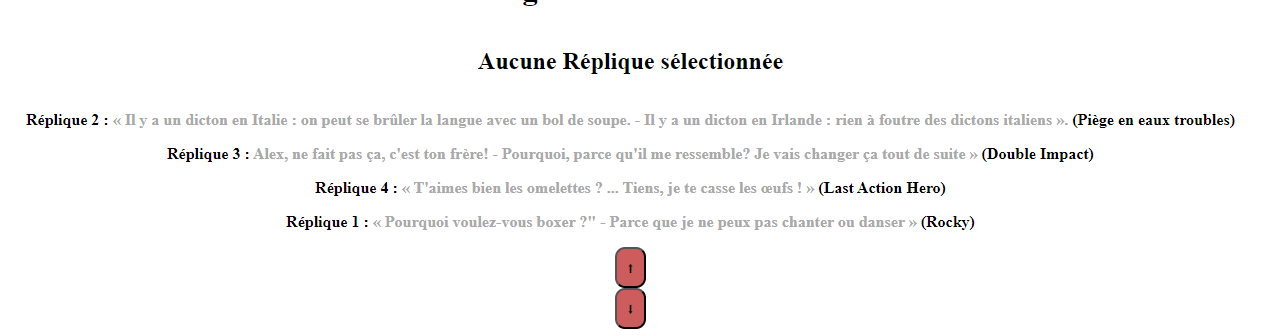 Aucune Réplique sélectionnée
Réplique 2 : « Il y a un dicton en Italie : on peut se brûler la langue avec un bol de soupe. - Il y a un dicton en Irlande : rien à foutre des dictons italiens ». (Piège en eaux troubles)
Réplique 3 : Alex, ne fait pas ça, c'est ton frère! - Pourquoi, parce qu'il me ressemble? Je vais changer ça tout de suite » (Double Impact)
Réplique 4 : « T'aimes bien les omelettes ? ... Tiens, je te casse les œufs ! » (Last Action Hero)
Réplique 1 : « Pourquoi voulez-vous boxer ?" - Parce que je ne peux pas chanter ou danser » (Rocky)
↑
↓